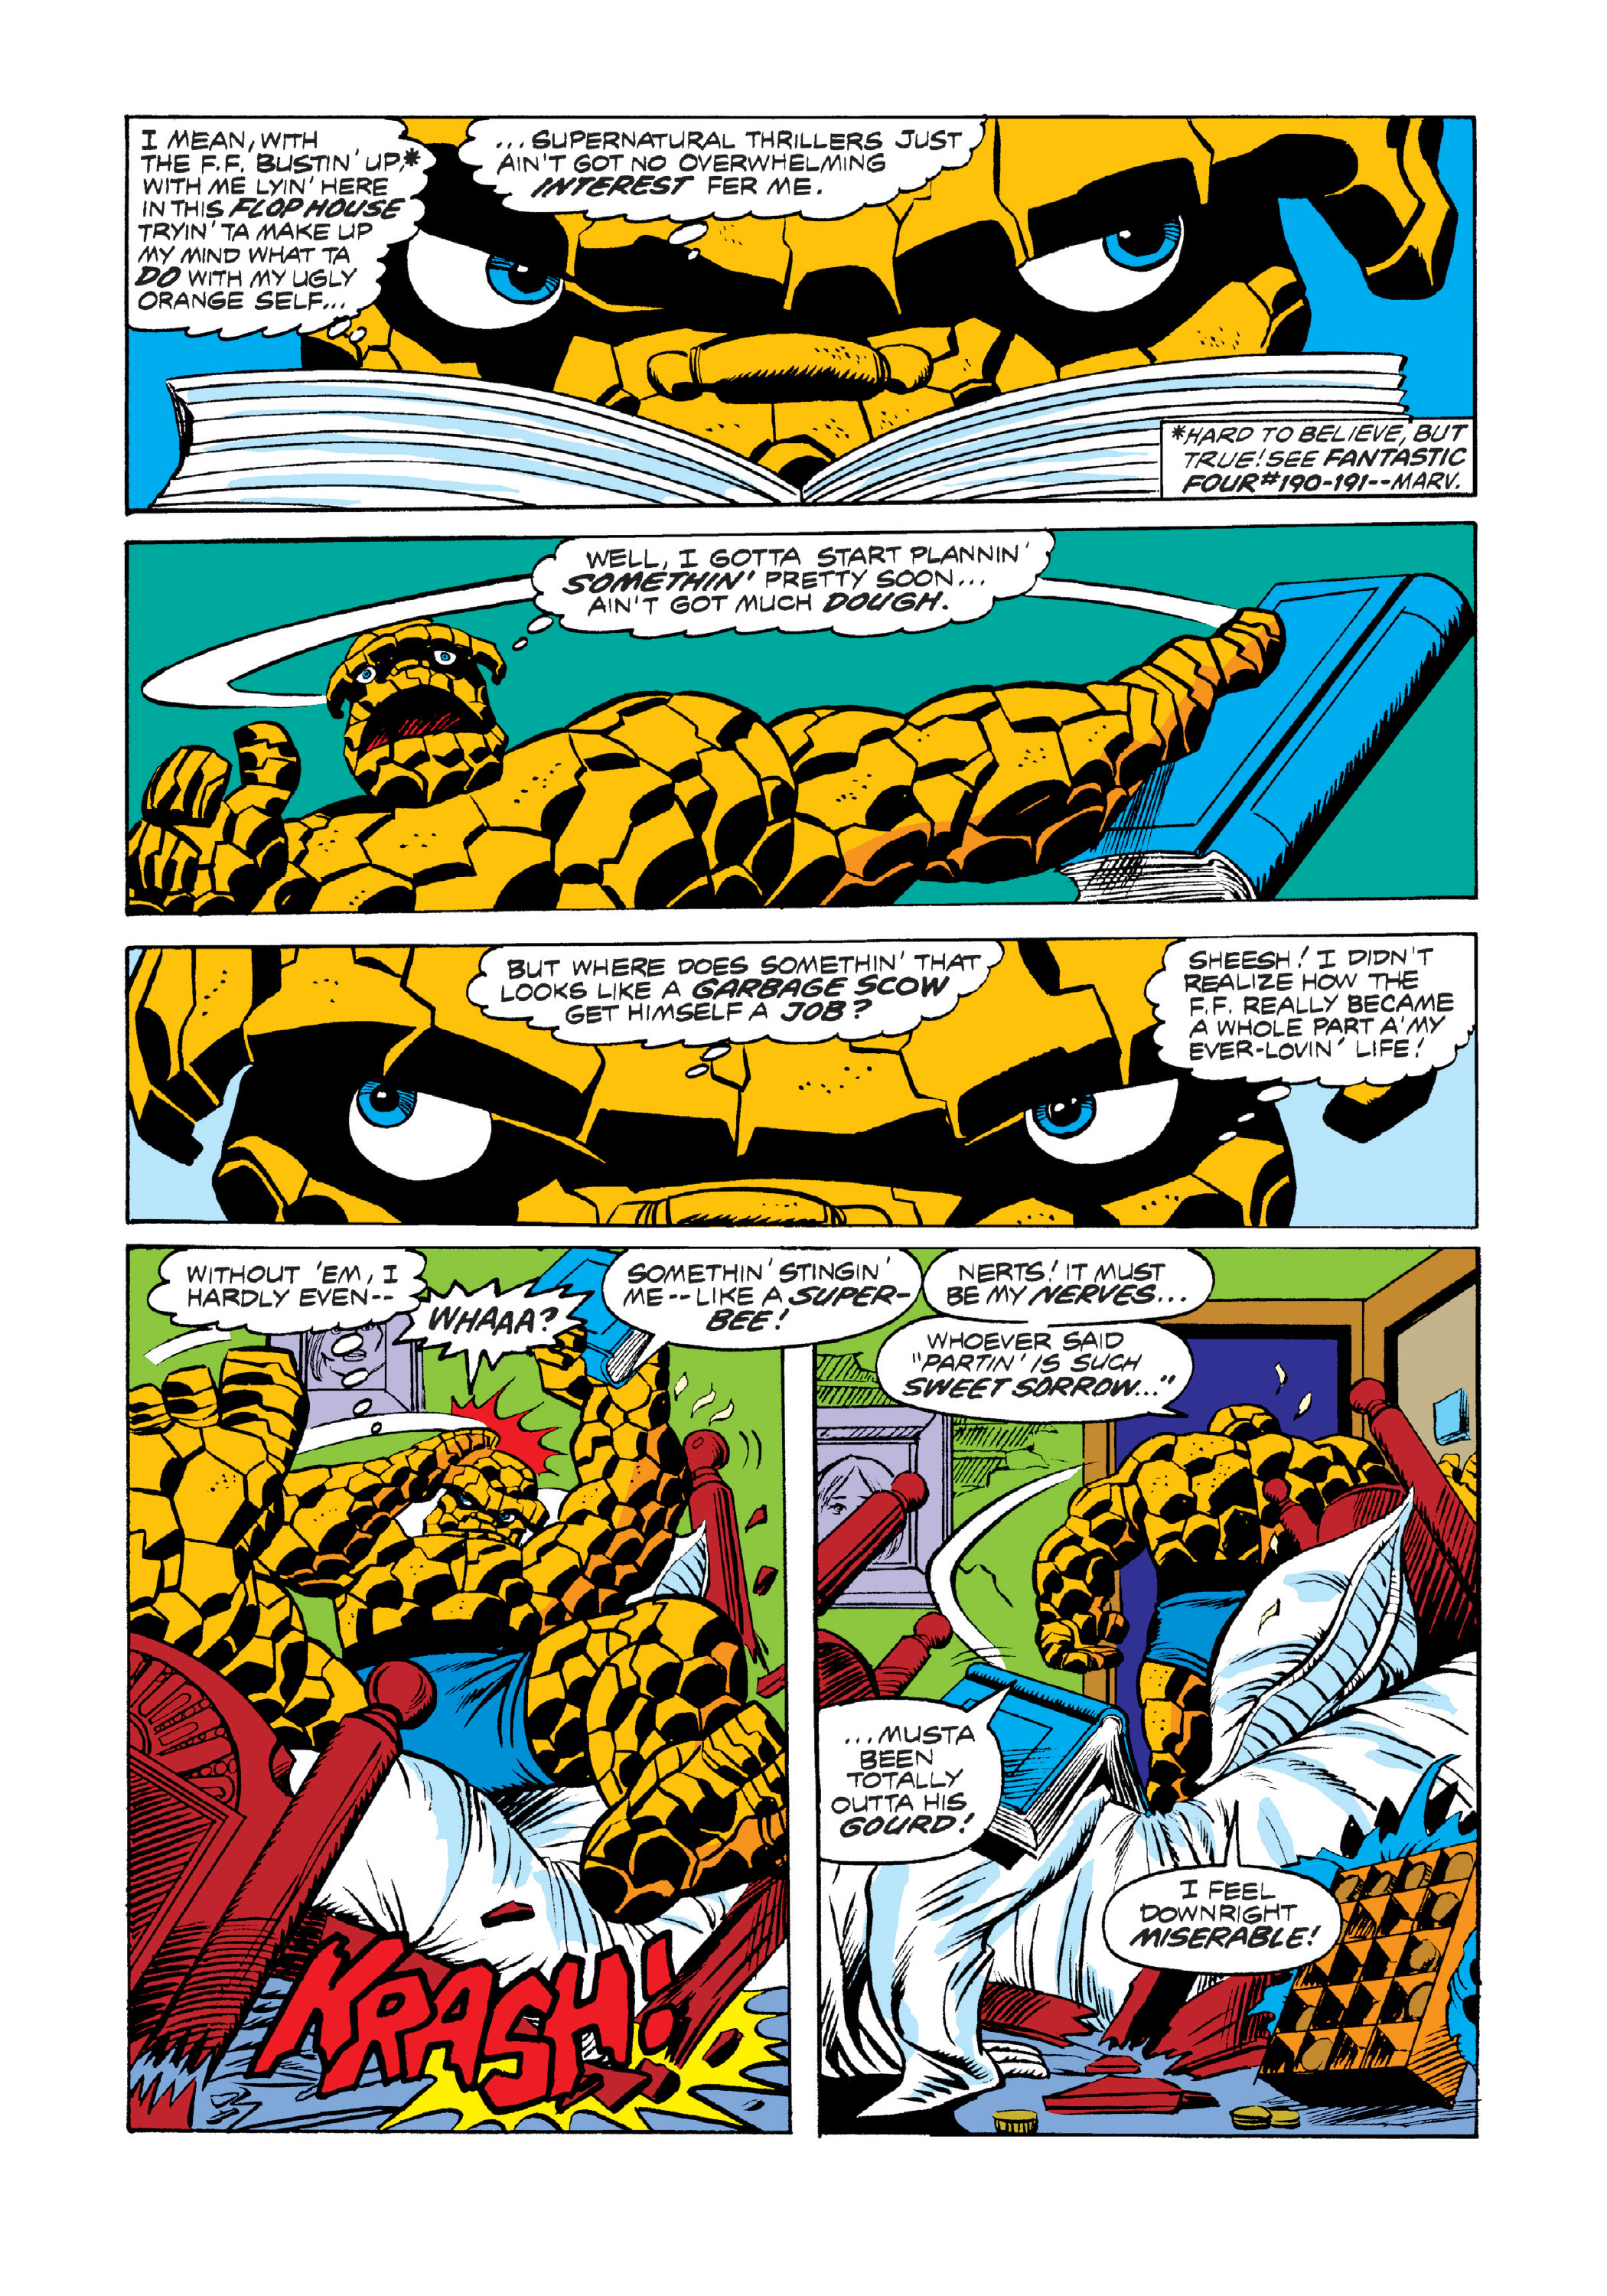 I MEAN, WITH
THE F.F. BUSTIN' UP,*
WITH ME LYIN' HERE
IN THIS FLOP HOUSE
TRYIN' TA MAKE UP
MY MIND WHAT TA
DO WITH MY UGLY
ORANGE SELF...
...SUPERNATURAL THRILLERS JUST
AIN'T GOT NO OVERWHELMING
INTEREST FER ME.
*HARD TO BELIEVE, BUT
TRUE! SEE FANTASTIC
FOUR #190-191--MARV.
WELL, I GOTTA START PLANNIN'
SOMETHIN' PRETTY SOON...
AIN'T GOT MUCH DOUGH.
BUT WHERE DOES SOMETHIN' THAT
LOOKS LIKE A GARBAGE SCOW
GET HIMSELF A JOB?
SHEESH! I DIDN'T
REALIZE HOW THE
F.F. REALLY BECAME
A WHOLE PART A' MY
EVER-LOVIN' LIFE!
WITHOUT 'EM, I
HARDLY EVEN--
WHAAA?
SOMETHIN' STINGIN'
ME--LIKE A SUPER-
BEE!
KRASH!
NERTS! IT MUST
BE MY NERVES...
WHOEVER SAID
"PARTIN' IS SUCH
SWEET SORROW..."
...MUSTA
BEEN
TOTALLY
OUTTA HIS
GOURD!
I FEEL
DOWNRIGHT
MISERABLE!